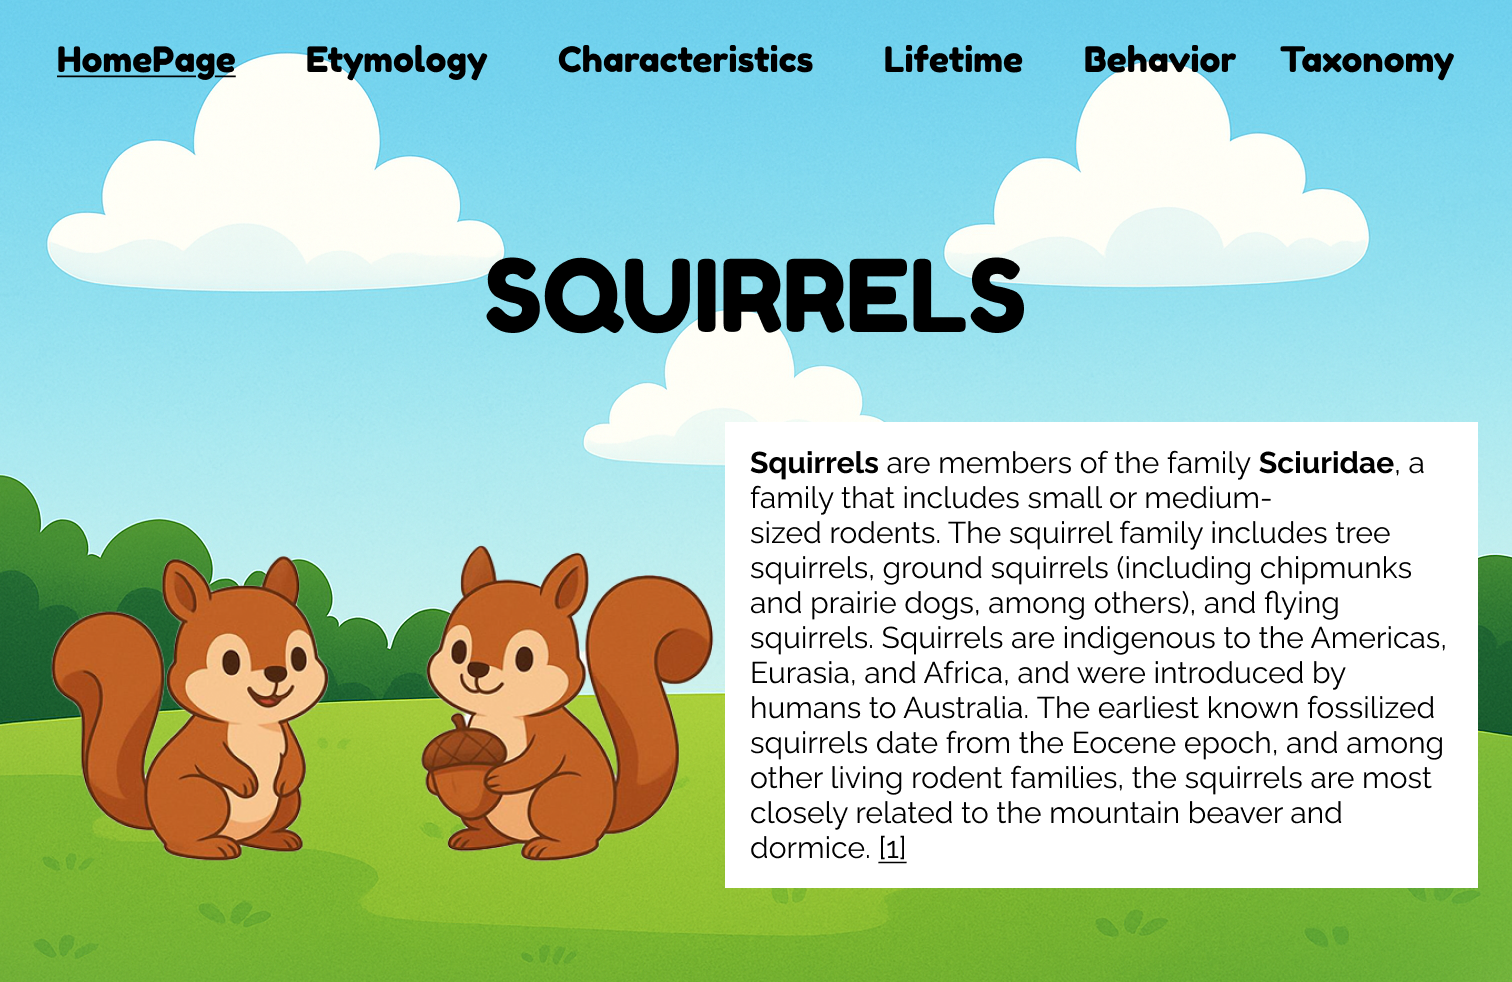 HomePage Etymology Characteristics Lifetime Behavior Taxonomy
SQUIRRELS
Squirrels are members of the family Sciuridae, a
family that includes small or medium-
sized rodents. The squirrel family includes tree
squirrels, ground squirrels (including chipmunks
and prairie dogs, among others), and flying
squirrels. Squirrels are indigenous to the Americas,
Eurasia, and Africa, and were introduced by
humans to Australia. The earliest known fossilized
squirrels date from the Eocene epoch, and among
other living rodent families, the squirrels are most
closely related to the mountain beaver and
dormice. [1]